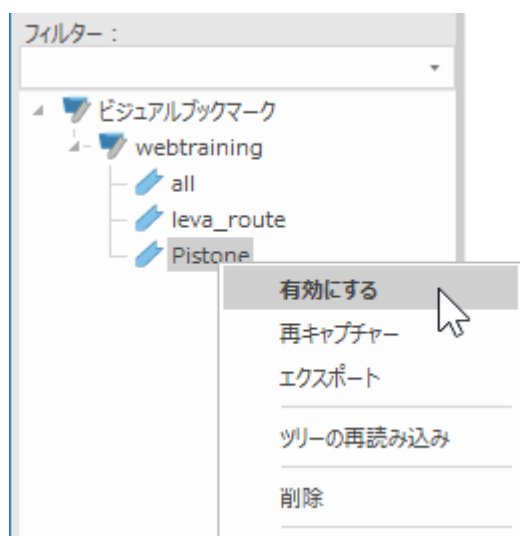 フィルター：
ビジュアルブックマーク
webtraining
all
leva_route
Pistone
有効にする
再キャプチャー
エクスポート
ツリーの再読み込み
削除